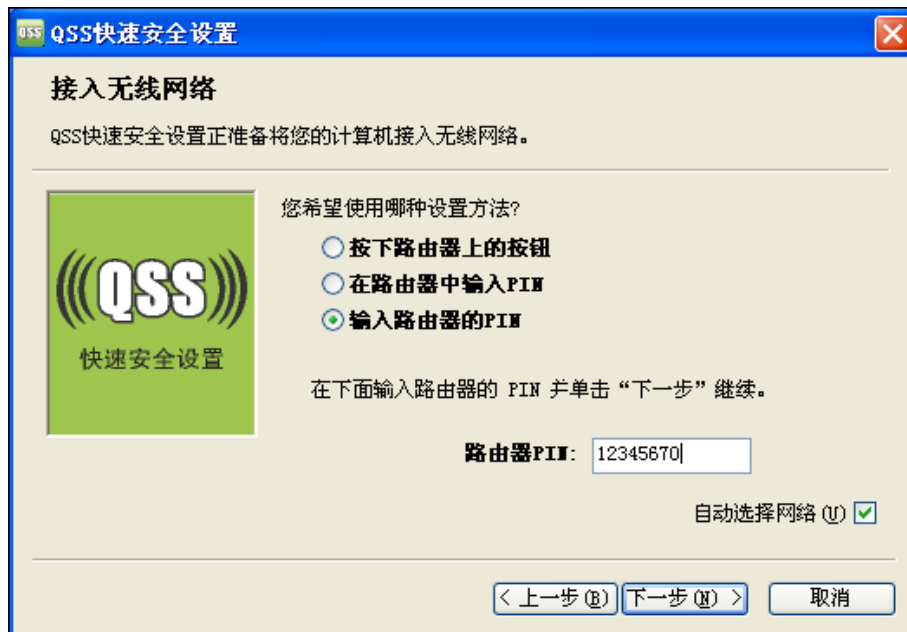 QSS QSS快速安全设置
接入无线网络
QSS快速安全设置正准备将您的计算机接入无线网络。
QSS
快速安全设置
您希望使用哪种设置方法?
按下路由器上的按钮
在路由器中输入PIN
输入路由器的PIN
在下面输入路由器的 PIN 并单击“下一步”继续。
路由器PIN: 12345670
自动选择网络(U)
< 上一步(B) 下一步(N) > 取消